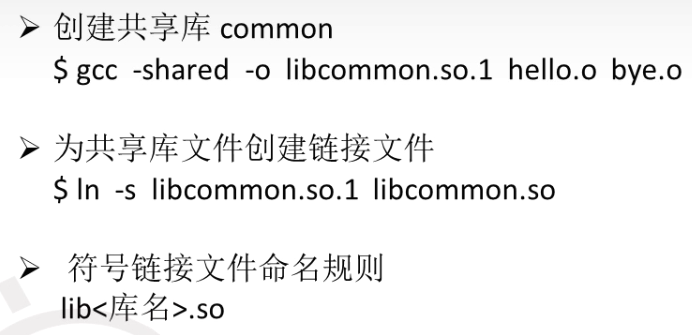 ➢ 创建共享库 common
$ gcc -shared -o libcommon.so.1 hello.o bye.o
➢ 为共享库文件创建链接文件
$ ln -s libcommon.so.1 libcommon.so
➢ 符号链接文件命名规则
lib<库名>.so